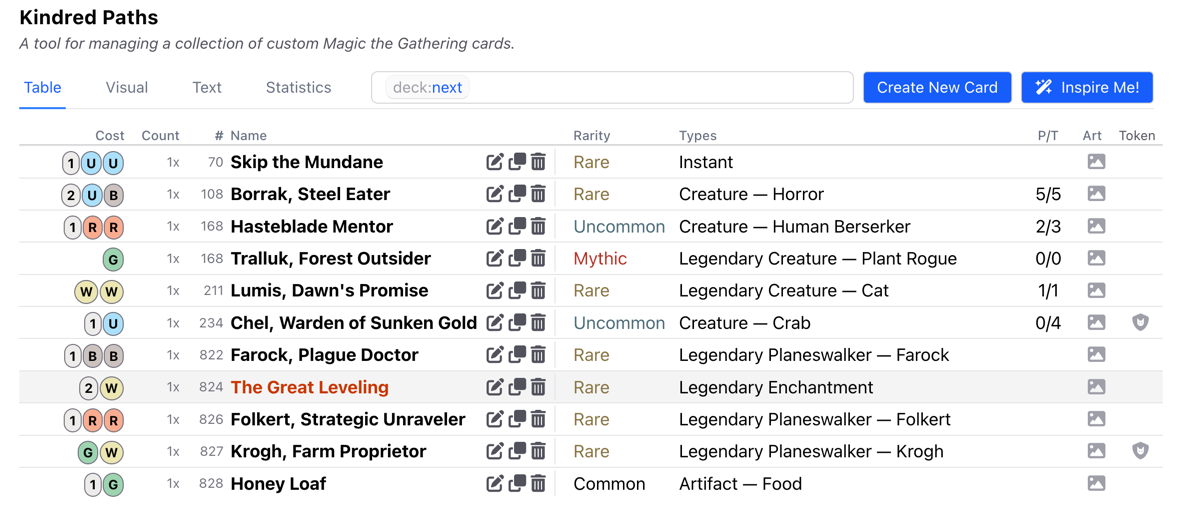 Kindred Paths
A tool for managing a collection of custom Magic the Gathering cards.
Table Visual Text Statistics deck:next Create New Card Inspire Me!
Cost Count # Name Rarity Types P/T Art Token
1 U U 1x 70 Skip the Mundane Rare Instant
2 U B 1x 108 Borrak, Steel Eater Rare Creature — Horror 5/5
1 R R 1x 168 Hasteblade Mentor Uncommon Creature — Human Berserker 2/3
G 1x 168 Tralluk, Forest Outsider Mythic Legendary Creature — Plant Rogue 0/0
W W 1x 211 Lumis, Dawn's Promise Rare Legendary Creature — Cat 1/1
1 U 1x 234 Chel, Warden of Sunken Gold Uncommon Creature — Crab 0/4
1 B B 1x 822 Farock, Plague Doctor Rare Legendary Planeswalker — Farock
2 W 1x 824 The Great Leveling Rare Legendary Enchantment
1 R R 1x 826 Folkert, Strategic Unraveler Rare Legendary Planeswalker — Folkert
G W 1x 827 Krogh, Farm Proprietor Rare Legendary Planeswalker — Krogh
1 G 1x 828 Honey Loaf Common Artifact — Food